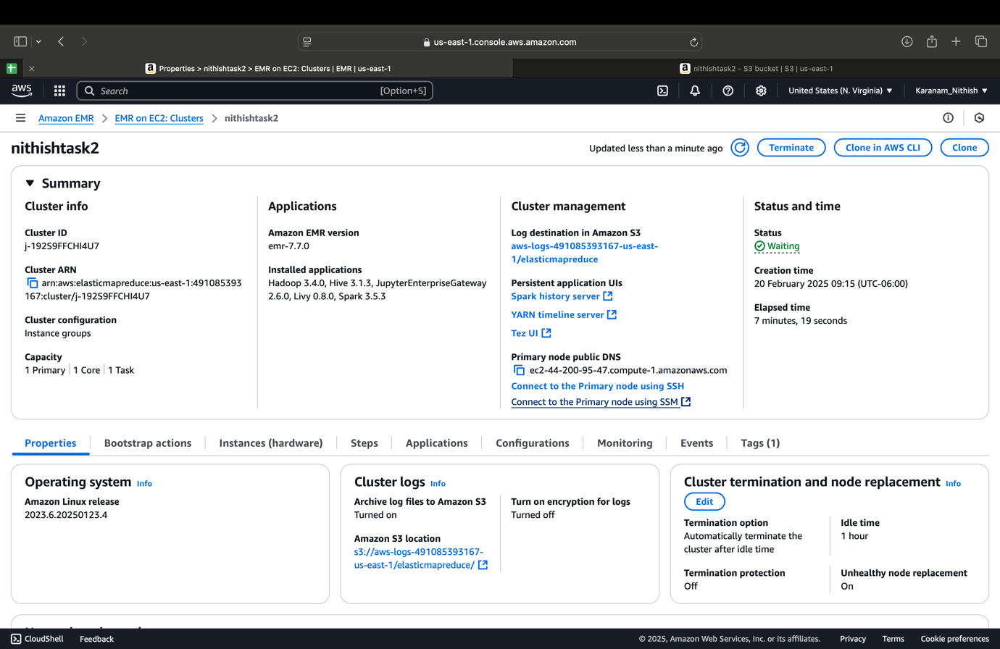 us-east-1.console.aws.amazon.com
Properties > nithishtask2 > EMR on EC2: Clusters | EMR | us-east-1
nithishtask2 - S3 bucket | S3 | us-east-1
aws
Search
[Option+S]
United States (N. Virginia)
Karanam_Nithish
Amazon EMR
EMR on EC2: Clusters
nithishtask2
nithishtask2
Updated less than a minute ago
Terminate
Clone in AWS CLI
Clone
Summary
Cluster info
Cluster ID
j-192S9FFCHI4U7
Cluster ARN
arn:aws:elasticmapreduce:us-east-1:491085393
167:cluster/j-192S9FFCHI4U7
Cluster configuration
Instance groups
Capacity
1 Primary
1 Core
1 Task
Applications
Amazon EMR version
emr-7.7.0
Installed applications
Hadoop 3.4.0, Hive 3.1.3, JupyterEnterpriseGateway
2.6.0, Livy 0.8.0, Spark 3.5.3
Cluster management
Log destination in Amazon S3
aws-logs-491085393167-us-east-
1/elasticmapreduce
Persistent application UIs
Spark history server
YARN timeline server
Tez UI
Primary node public DNS
ec2-44-200-95-47.compute-1.amazonaws.com
Connect to the Primary node using SSH
Connect to the Primary node using SSM
Status and time
Status
Waiting
Creation time
20 February 2025 09:15 (UTC-06:00)
Elapsed time
7 minutes, 19 seconds
Properties
Bootstrap actions
Instances (hardware)
Steps
Applications
Configurations
Monitoring
Events
Tags (1)
Operating system Info
Amazon Linux release
2023.6.20250123.4
Cluster logs Info
Archive log files to Amazon S3
Turned on
Amazon S3 location
s3://aws-logs-491085393167-
us-east-1/elasticmapreduce/
Turn on encryption for logs
Turned off
Cluster termination and node replacement Info
Edit
Termination option
Automatically terminate the
cluster after idle time
Idle time
1 hour
Termination protection
Off
Unhealthy node replacement
On
CloudShell
Feedback
© 2025, Amazon Web Services, Inc. or its affiliates.
Privacy
Terms
Cookie preferences